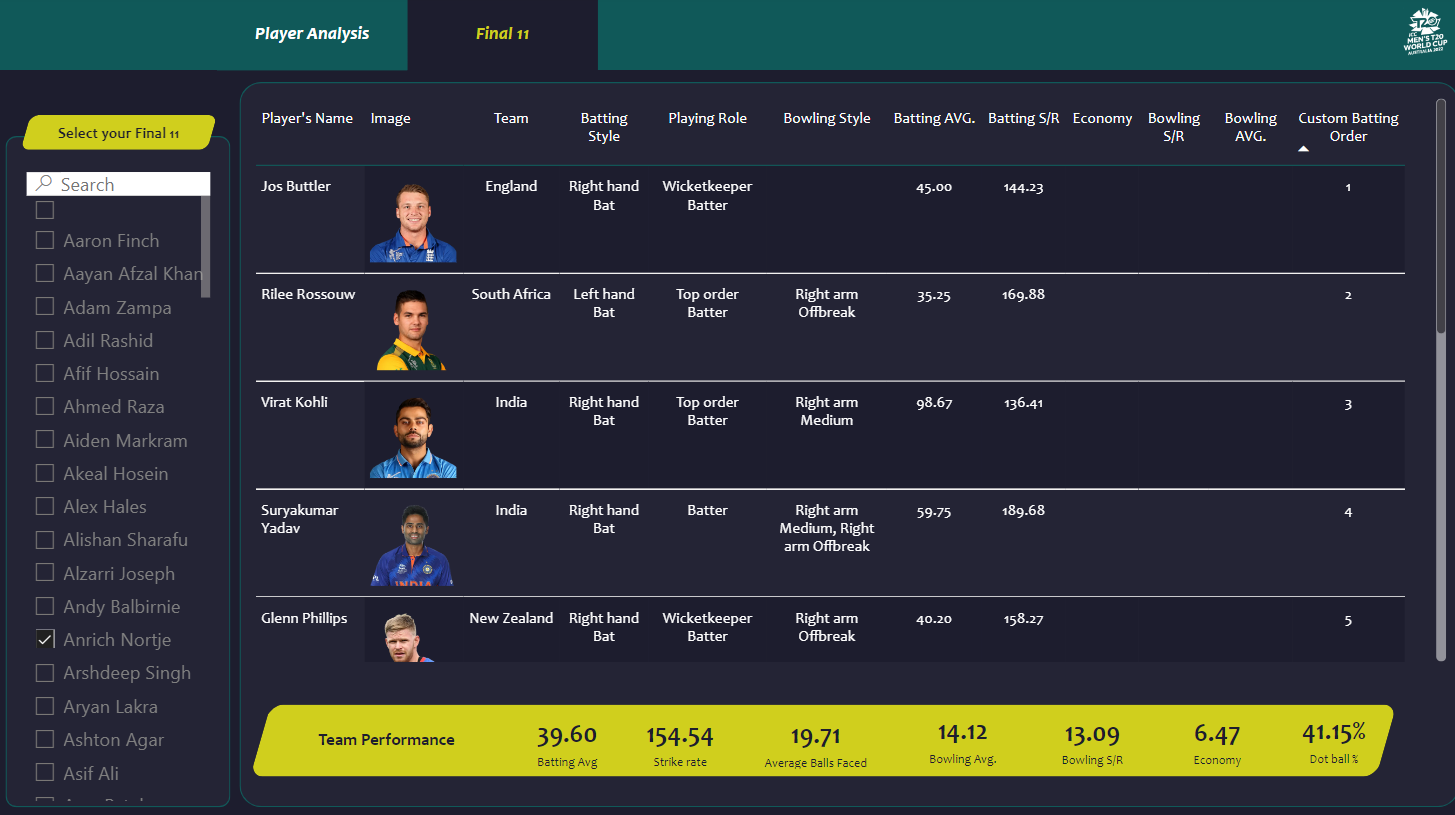 Player Analysis
Final 11
ICC
MEN'S T20
WORLD CUP
AUSTRALIA 2022
Select your Final 11
Search
Aaron Finch
Aayan Afzal Khan
Adam Zampa
Adil Rashid
Afif Hossain
Ahmed Raza
Aiden Markram
Akeal Hosein
Alex Hales
Alishan Sharafu
Alzarri Joseph
Andy Balbirnie
Anrich Nortje
Arshdeep Singh
Aryan Lakra
Ashton Agar
Asif Ali
Player's Name Image Team Batting Style Playing Role Bowling Style Batting AVG. Batting S/R Economy Bowling S/R Bowling AVG. Custom Batting Order
Jos Buttler England Right hand Bat Wicketkeeper Batter 45.00 144.23 1
Rilee Rossouw South Africa Left hand Bat Top order Batter Right arm Offbreak 35.25 169.88 2
Virat Kohli India Right hand Bat Top order Batter Right arm Medium 98.67 136.41 3
Suryakumar Yadav India Right hand Bat Batter Right arm Medium, Right arm Offbreak 59.75 189.68 4
INDIA
Glenn Phillips New Zealand Right hand Bat Wicketkeeper Batter Right arm Offbreak 40.20 158.27 5
Team Performance
39.60 154.54 19.71 14.12 13.09 6.47 41.15%
Batting Avg Strike rate Average Balls Faced Bowling Avg. Bowling S/R Economy Dot ball %